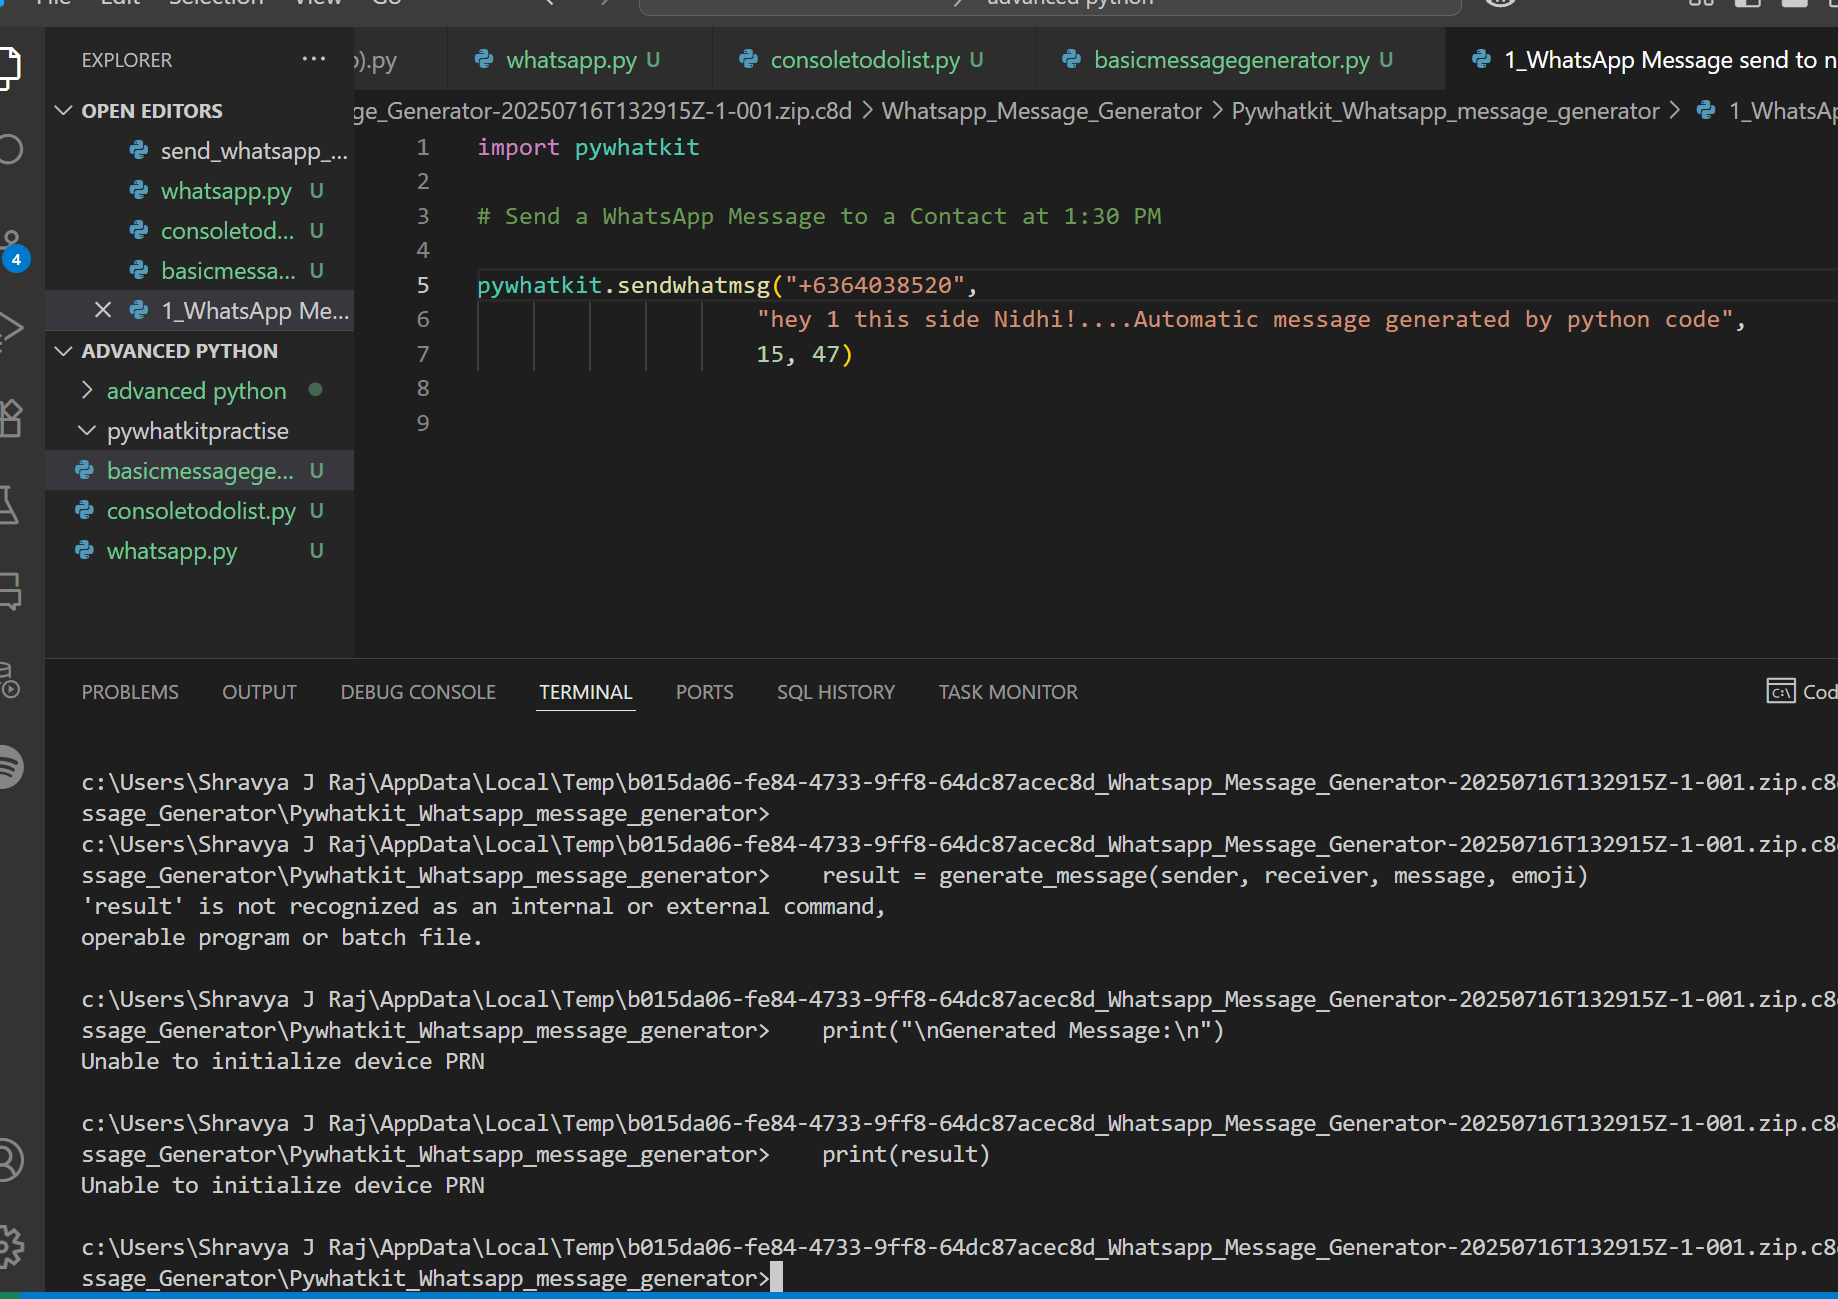 File Edit Selection View Go
advanced python
EXPLORER ...
OPEN EDITORS
send_whatsapp_...
whatsapp.py U
consoletod... U
basicmessa... U
1_WhatsApp Me...
ADVANCED PYTHON
advanced python
pywhatkitpractise
basicmessagege... U
consoletodolist.py U
whatsapp.py U
4
).py
whatsapp.py U
consoletodolist.py U
basicmessagegenerator.py U
1_WhatsApp Message send to n
ge_Generator-20250716T132915Z-1-001.zip.c8d > Whatsapp_Message_Generator > Pywhatkit_Whatsapp_message_generator > 1_WhatsAp
1 import pywhatkit
2
3 # Send a WhatsApp Message to a Contact at 1:30 PM
4
5 pywhatkit.sendwhatmsg("+6364038520",
6 "hey 1 this side Nidhi!....Automatic message generated by python code",
7 15, 47)
8
9
PROBLEMS OUTPUT DEBUG CONSOLE TERMINAL PORTS SQL HISTORY TASK MONITOR Cod
c:\Users\Shravya J Raj\AppData\Local\Temp\b015da06-fe84-4733-9ff8-64dc87acec8d_Whatsapp_Message_Generator-20250716T132915Z-1-001.zip.c8
ssage_Generator\Pywhatkit_Whatsapp_message_generator>
c:\Users\Shravya J Raj\AppData\Local\Temp\b015da06-fe84-4733-9ff8-64dc87acec8d_Whatsapp_Message_Generator-20250716T132915Z-1-001.zip.c8
ssage_Generator\Pywhatkit_Whatsapp_message_generator>    result = generate_message(sender, receiver, message, emoji)
'result' is not recognized as an internal or external command,
operable program or batch file.
c:\Users\Shravya J Raj\AppData\Local\Temp\b015da06-fe84-4733-9ff8-64dc87acec8d_Whatsapp_Message_Generator-20250716T132915Z-1-001.zip.c8
ssage_Generator\Pywhatkit_Whatsapp_message_generator>    print("\nGenerated Message:\n")
Unable to initialize device PRN
c:\Users\Shravya J Raj\AppData\Local\Temp\b015da06-fe84-4733-9ff8-64dc87acec8d_Whatsapp_Message_Generator-20250716T132915Z-1-001.zip.c8
ssage_Generator\Pywhatkit_Whatsapp_message_generator>    print(result)
Unable to initialize device PRN
c:\Users\Shravya J Raj\AppData\Local\Temp\b015da06-fe84-4733-9ff8-64dc87acec8d_Whatsapp_Message_Generator-20250716T132915Z-1-001.zip.c8
ssage_Generator\Pywhatkit_Whatsapp_message_generator>